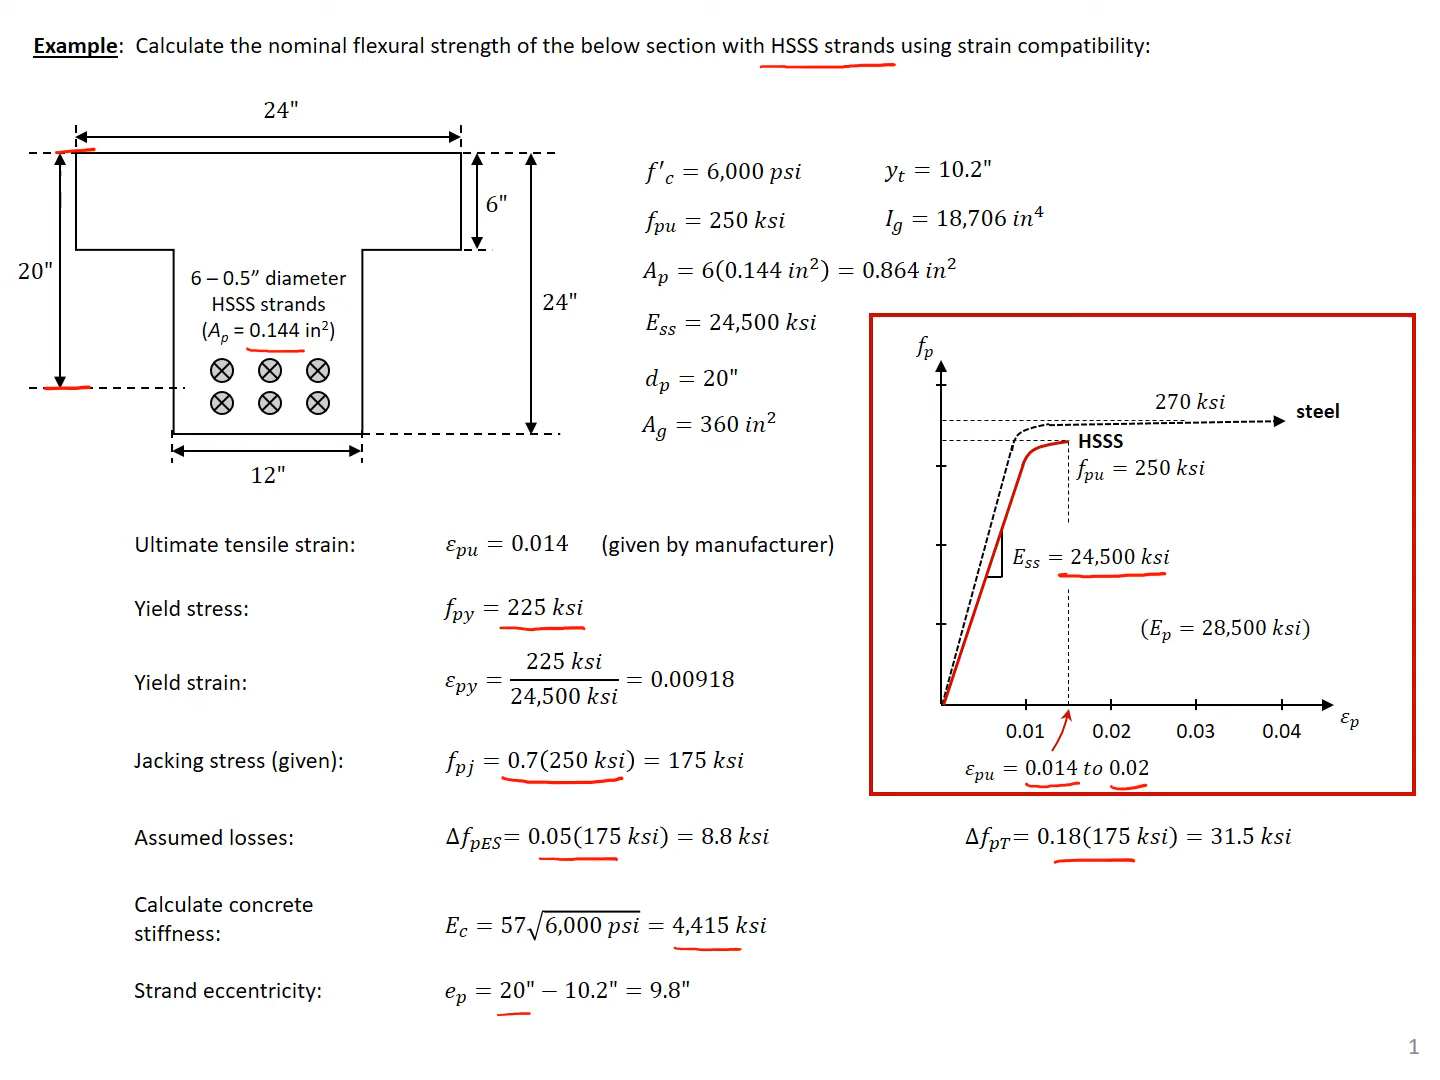 Example: Calculate the nominal flexural strength of the below section with HSSS strands using strain compatibility:
24"
6"
20"
24"
6 – 0.5” diameter
HSSS strands
(Aₚ = 0.144 in²)
12"
f'c = 6,000 psi
yt = 10.2"
fpu = 250 ksi
Ig = 18,706 in⁴
Ap = 6(0.144 in²) = 0.864 in²
Ess = 24,500 ksi
dp = 20"
Ag = 360 in²
fp
270 ksi
steel
HSSS
fpu = 250 ksi
Ess = 24,500 ksi
(Ep = 28,500 ksi)
0.01 0.02 0.03 0.04
εp
εpu = 0.014 to 0.02
Ultimate tensile strain: εpu = 0.014 (given by manufacturer)
Yield stress: fpy = 225 ksi
Yield strain: εpy = 225 ksi / 24,500 ksi = 0.00918
Jacking stress (given): fpj = 0.7(250 ksi) = 175 ksi
Assumed losses: ΔfpES= 0.05(175 ksi) = 8.8 ksi ΔfpT= 0.18(175 ksi) = 31.5 ksi
Calculate concrete
stiffness: Ec = 57√6,000 psi = 4,415 ksi
Strand eccentricity: ep = 20" − 10.2" = 9.8"
1